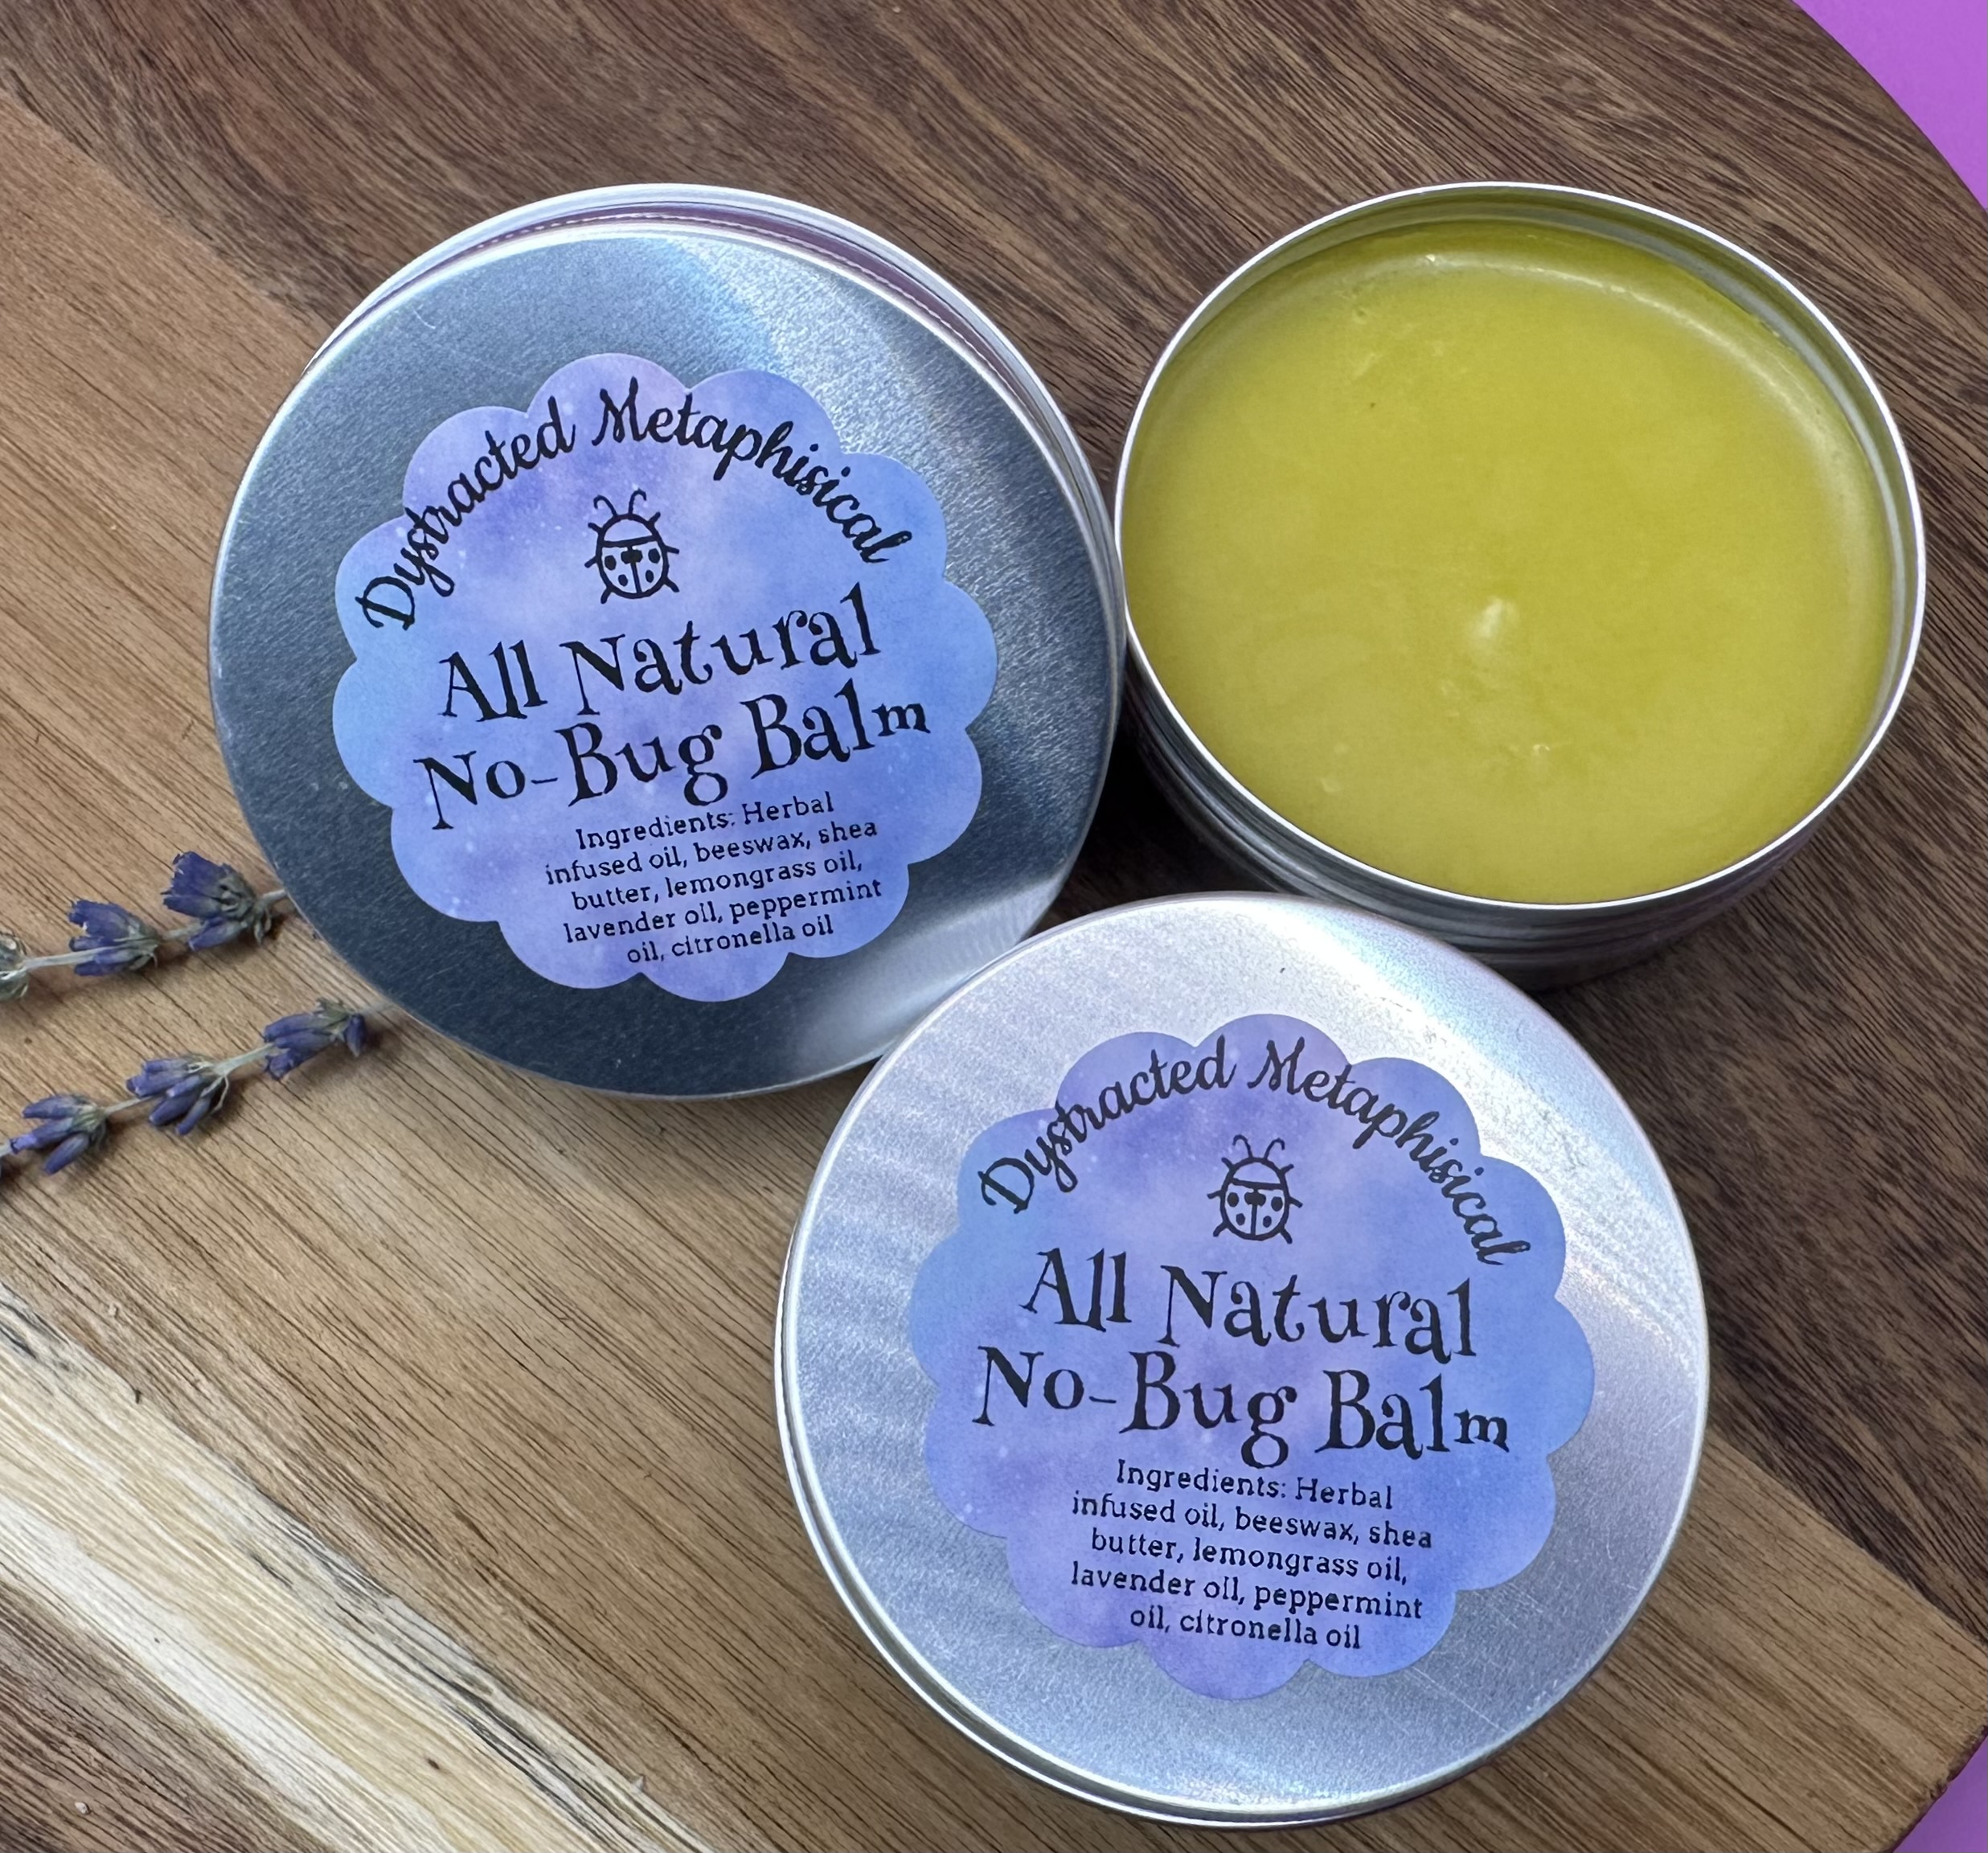 Dystracted Metaphisical
All Natural
No-Bug Balm
Ingredients: Herbal
infused oil, beeswax, shea
butter, lemongrass oil,
lavender oil, peppermint
oil, citronella oil
Dystracted Metaphisical
All Natural
No-Bug Balm
Ingredients: Herbal
infused oil, beeswax, shea
butter, lemongrass oil,
lavender oil, peppermint
oil, citronella oil